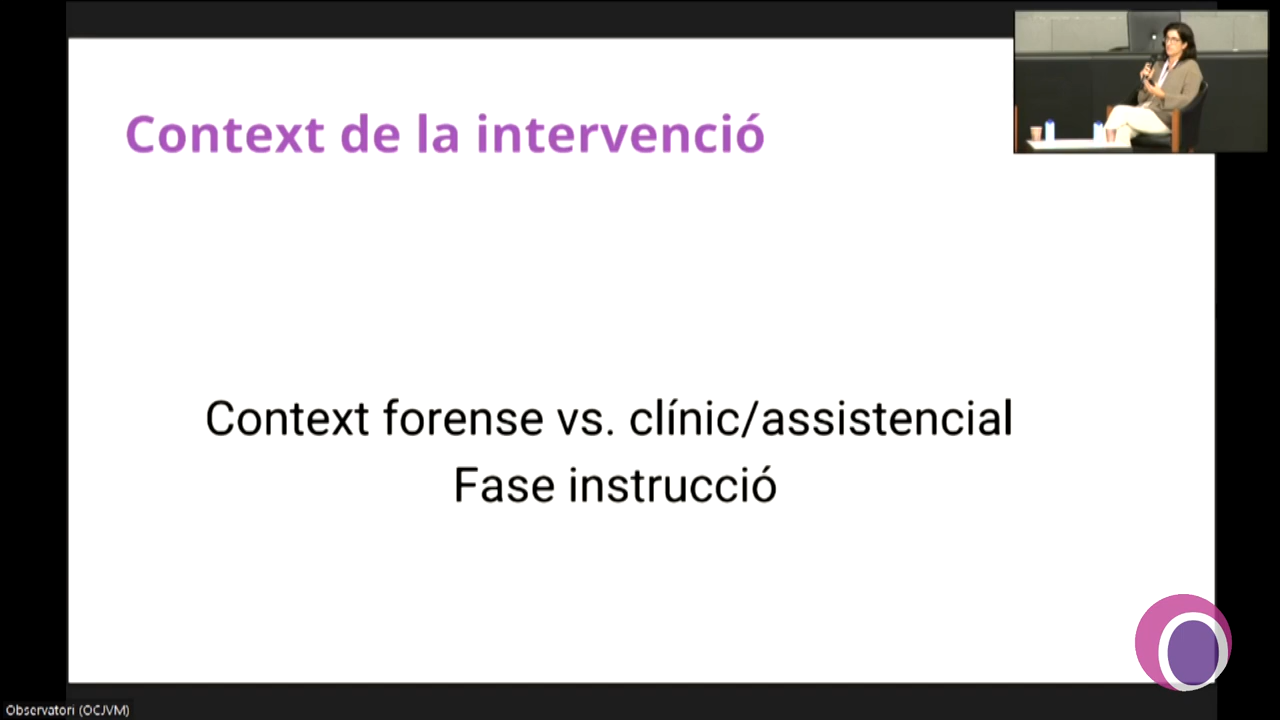 Context de la intervenció
Context forense vs. clínic/assistencial
Fase instrucció
Observatori (OCJVM)